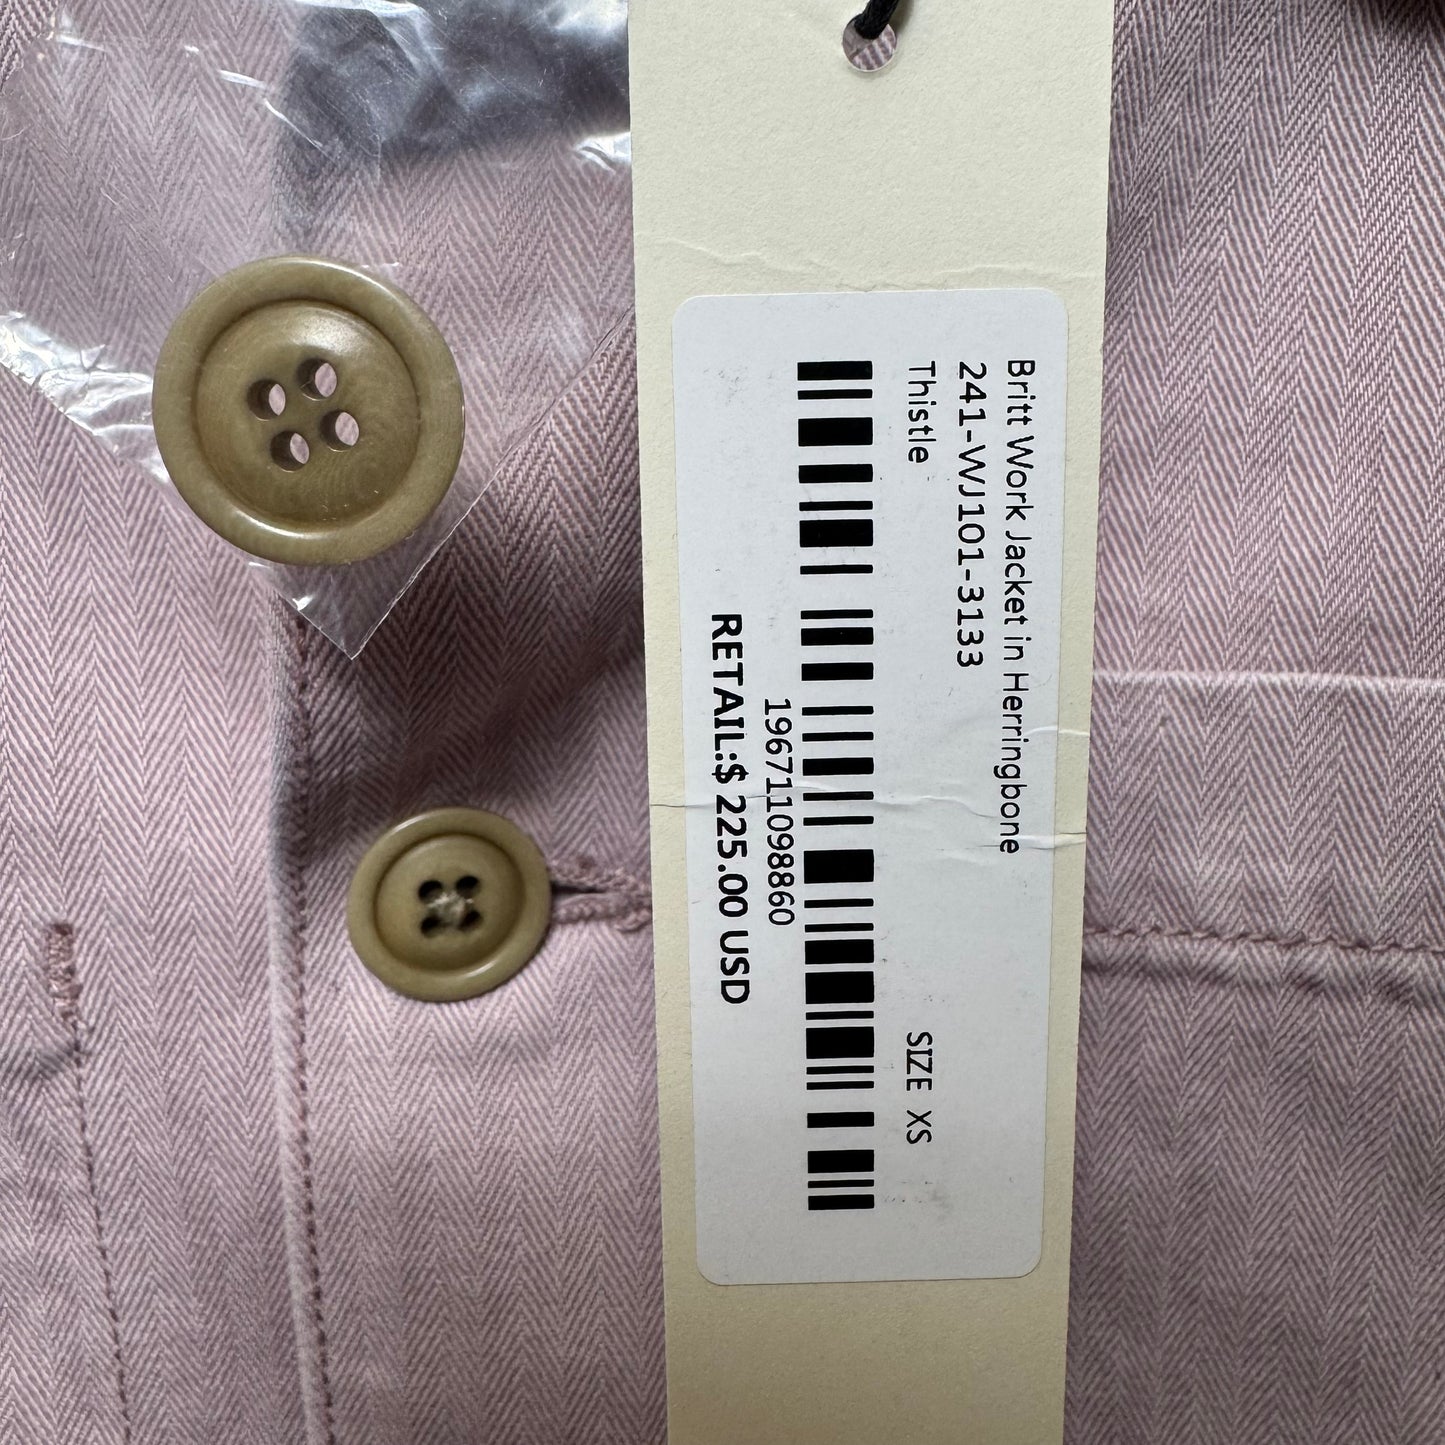 Britt Work Jacket in Herringbone
241-WJ101-3133
Thistle SIZE XS
196711098860
RETAIL:$ 225.00 USD